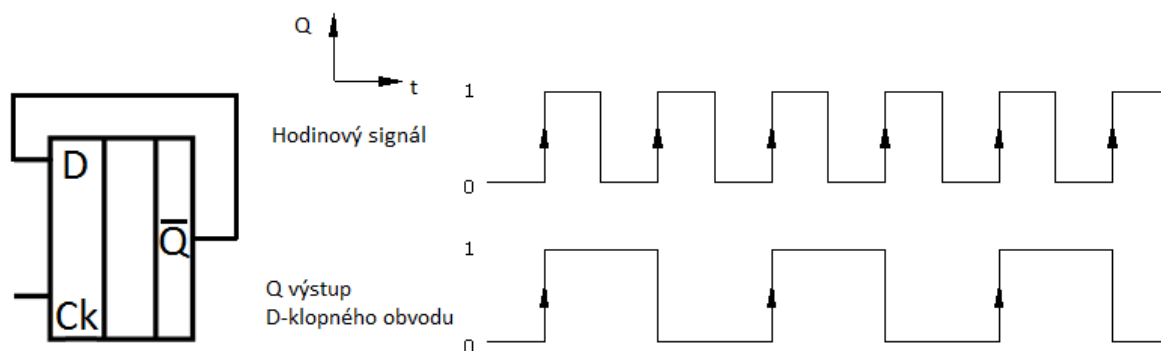 Q
t
D
Q
Ck
Hodinový signál
1
0
Q výstup
D-klopného obvodu
1
0